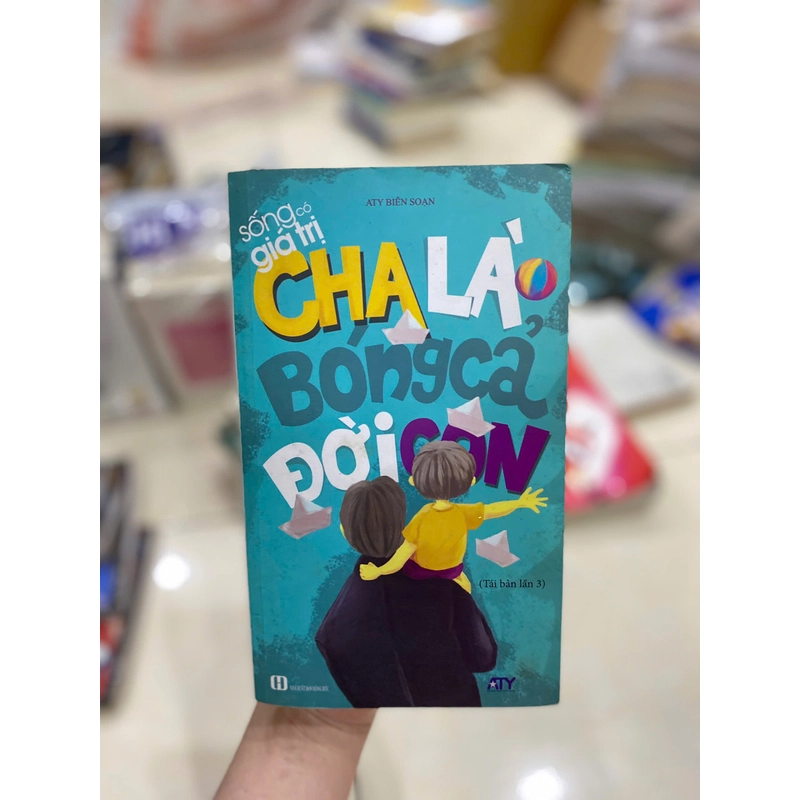 ATY BIÊN SOẠN
sống có
giá trị
CHA LÀ
BÓNG CẢ
ĐỜI CON
(Tái bản lần 3)
ATY